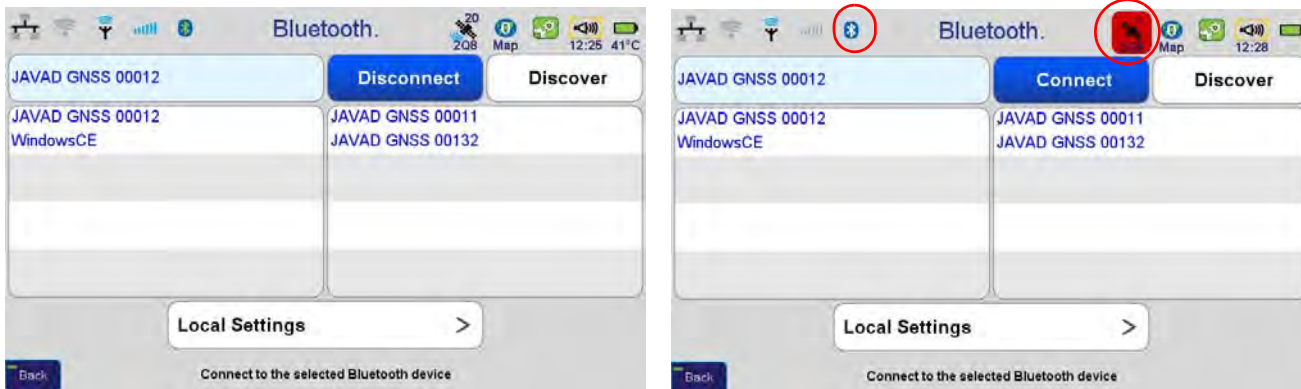 Bluetooth.
20
208
Map
12:25
41°C
JAVAD GNSS 00012
Disconnect
Discover
JAVAD GNSS 00012
JAVAD GNSS 00011
WindowsCE
JAVAD GNSS 00132
Local Settings >
Back
Connect to the selected Bluetooth device
Bluetooth.
Map
12:28
JAVAD GNSS 00012
Connect
Discover
JAVAD GNSS 00012
JAVAD GNSS 00011
WindowsCE
JAVAD GNSS 00132
Local Settings >
Back
Connect to the selected Bluetooth device